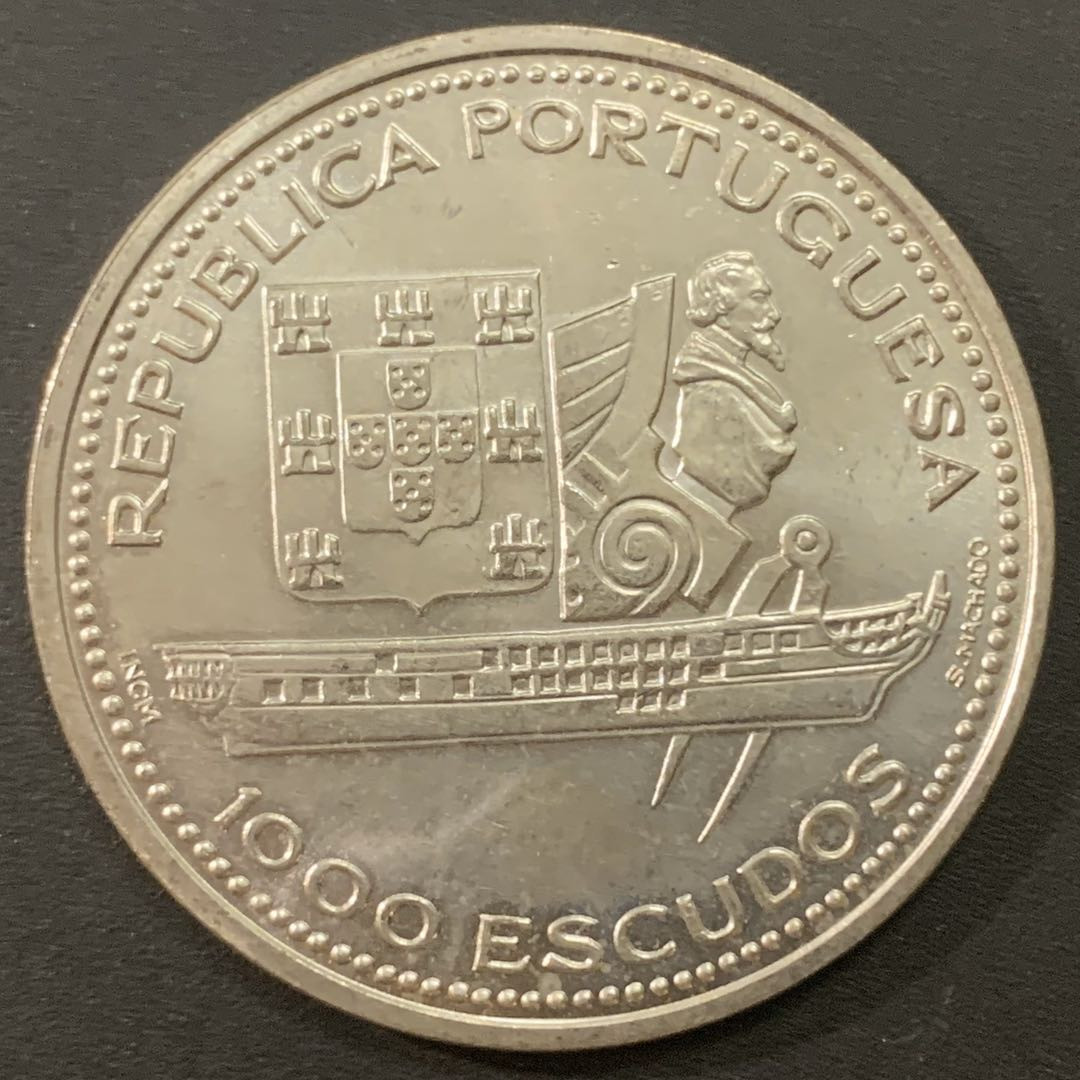 REPUBLICA PORTUGUESA
INCM
S. MACHADO
1000 ESCUDOS